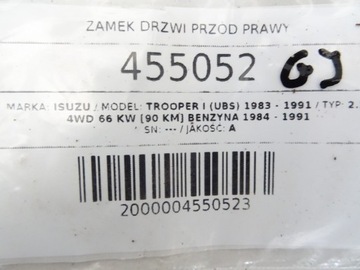 ZAMEK DRZWI PRZÓD PRAWY
455052 GJ
MARKA: ISUZU / MODEL: TROOPER I (UBS) 1983 - 1991 / TYP: 2.
4WD 66 KW [90 KM] BENZYNA 1984 - 1991
SN: --- / JAKOŚĆ: A
2000004550523